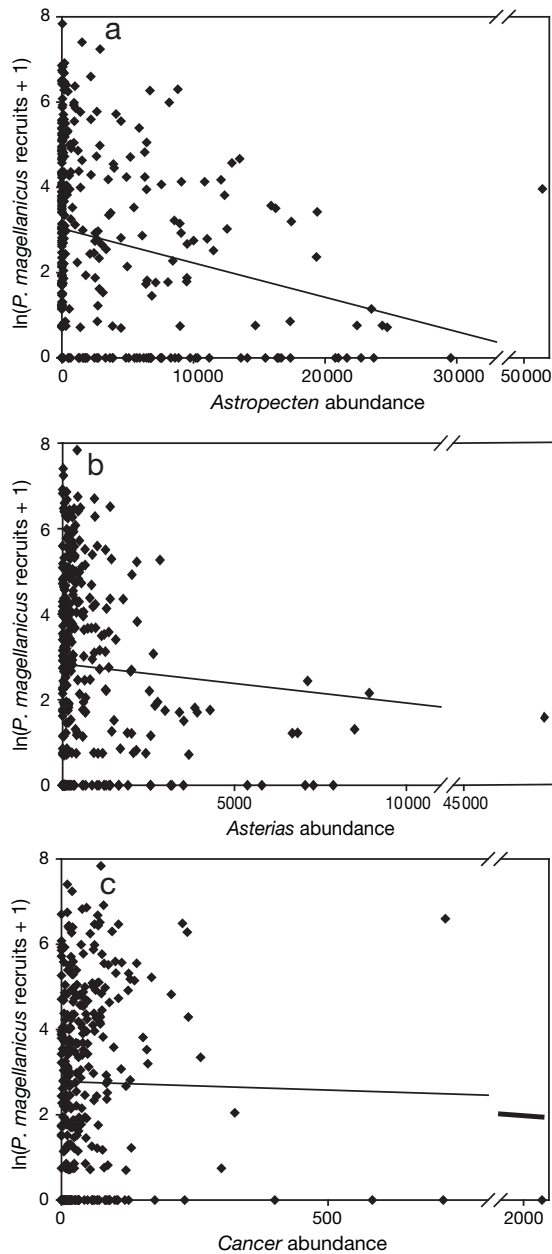 a
8
6
4
2
0
ln(P. magellanicus recruits + 1)
0 10000 20000 30000 50000
Astropecten abundance
b
8
6
4
2
0
ln(P. magellanicus recruits + 1)
5000 10000 45000
Asterias abundance
c
8
6
4
2
0
ln(P. magellanicus recruits + 1)
0 500 2000
Cancer abundance